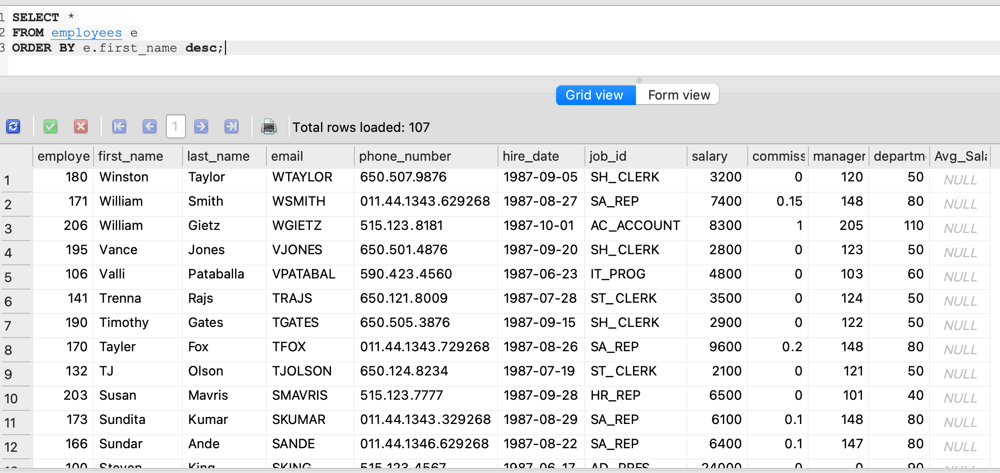 1 SELECT *
2 FROM employees e
3 ORDER BY e.first_name desc;
Grid view Form view
1 Total rows loaded: 107
employe first_name last_name email phone_number hire_date job_id salary commiss manager departm Avg_Sala
1 180 Winston Taylor WTAYLOR 650.507.9876 1987-09-05 SH_CLERK 3200 0 120 50 NULL
2 171 William Smith WSMITH 011.44.1343.629268 1987-08-27 SA_REP 7400 0.15 148 80 NULL
3 206 William Gietz WGIETZ 515.123.8181 1987-10-01 AC_ACCOUNT 8300 1 205 110 NULL
4 195 Vance Jones VJONES 650.501.4876 1987-09-20 SH_CLERK 2800 0 123 50 NULL
5 106 Valli Pataballa VPATABAL 590.423.4560 1987-06-23 IT_PROG 4800 0 103 60 NULL
6 141 Trenna Rajs TRAJS 650.121.8009 1987-07-28 ST_CLERK 3500 0 124 50 NULL
7 190 Timothy Gates TGATES 650.505.3876 1987-09-15 SH_CLERK 2900 0 122 50 NULL
8 170 Tayler Fox TFOX 011.44.1343.729268 1987-08-26 SA_REP 9600 0.2 148 80 NULL
9 132 TJ Olson TJOLSON 650.124.8234 1987-07-19 ST_CLERK 2100 0 121 50 NULL
10 203 Susan Mavris SMAVRIS 515.123.7777 1987-09-28 HR_REP 6500 0 101 40 NULL
11 173 Sundita Kumar SKUMAR 011.44.1343.329268 1987-08-29 SA_REP 6100 0.1 148 80 NULL
12 166 Sundar Ande SANDE 011.44.1346.629268 1987-08-22 SA_REP 6400 0.1 147 80 NULL
100 Steven King SKING 515.123.4567 1987-06-17 AD_PRES 24000 0 0 90 NULL